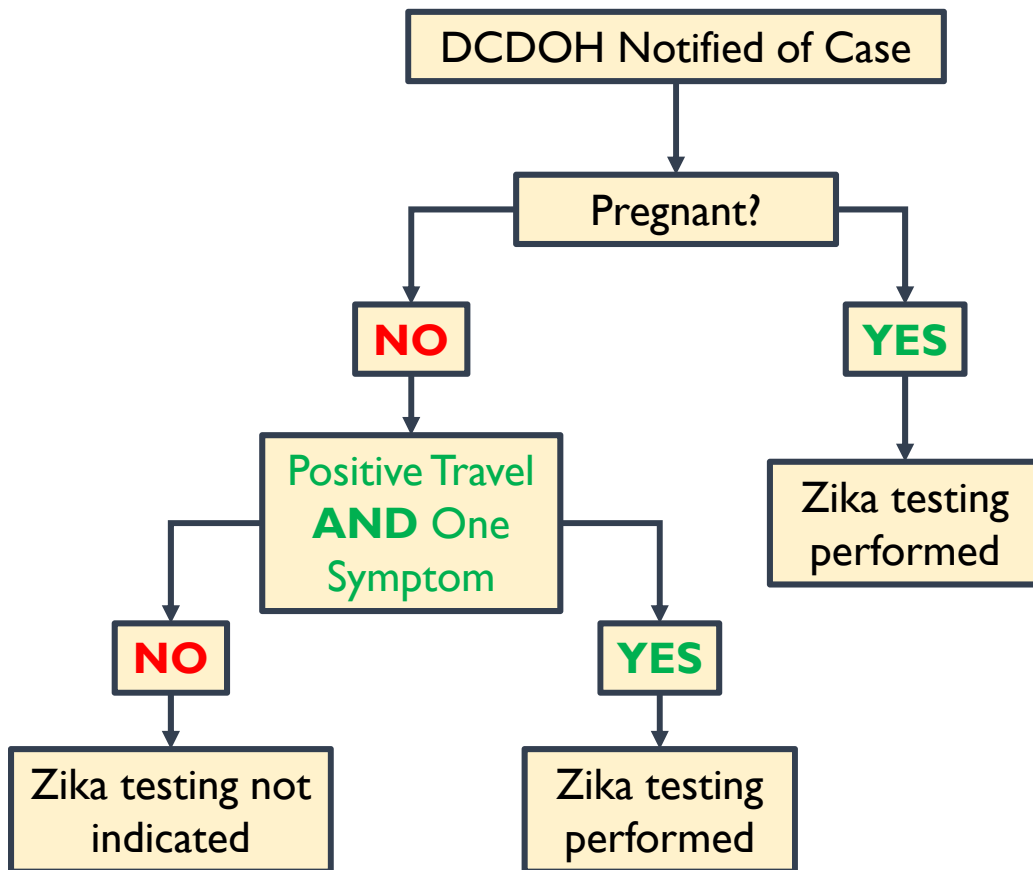 DCDOH Notified of Case
Pregnant?
NO
YES
Positive Travel
AND One
Symptom
Zika testing
performed
NO
YES
Zika testing not
indicated
Zika testing
performed